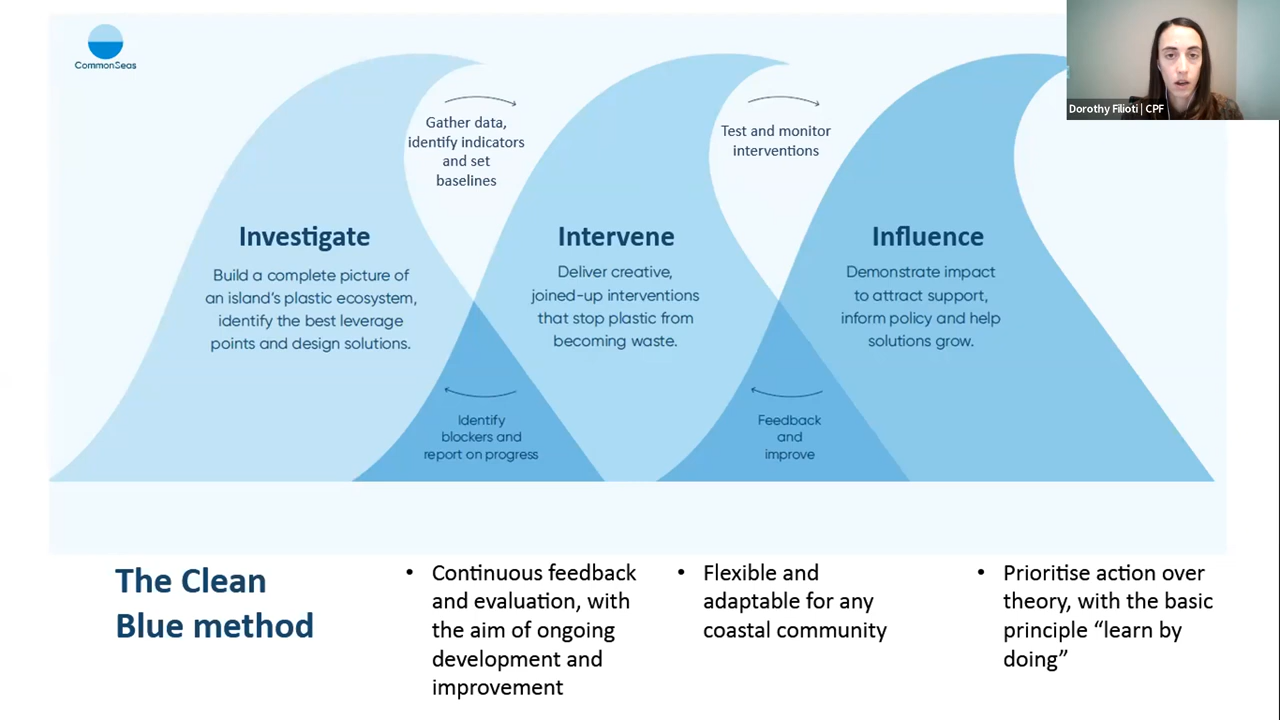 CommonSeas
Dorothy Filioti | CPF
Gather data,
identify indicators
and set
baselines
Test and monitor
interventions
Investigate
Build a complete picture of
an island's plastic ecosystem,
identify the best leverage
points and design solutions.
Intervene
Deliver creative,
joined-up interventions
that stop plastic from
becoming waste.
Influence
Demonstrate impact
to attract support,
inform policy and help
solutions grow.
Identify
blockers and
report on progress
Feedback
and
improve
The Clean
Blue method
• Continuous feedback
and evaluation, with
the aim of ongoing
development and
improvement
• Flexible and
adaptable for any
coastal community
• Prioritise action over
theory, with the basic
principle “learn by
doing”